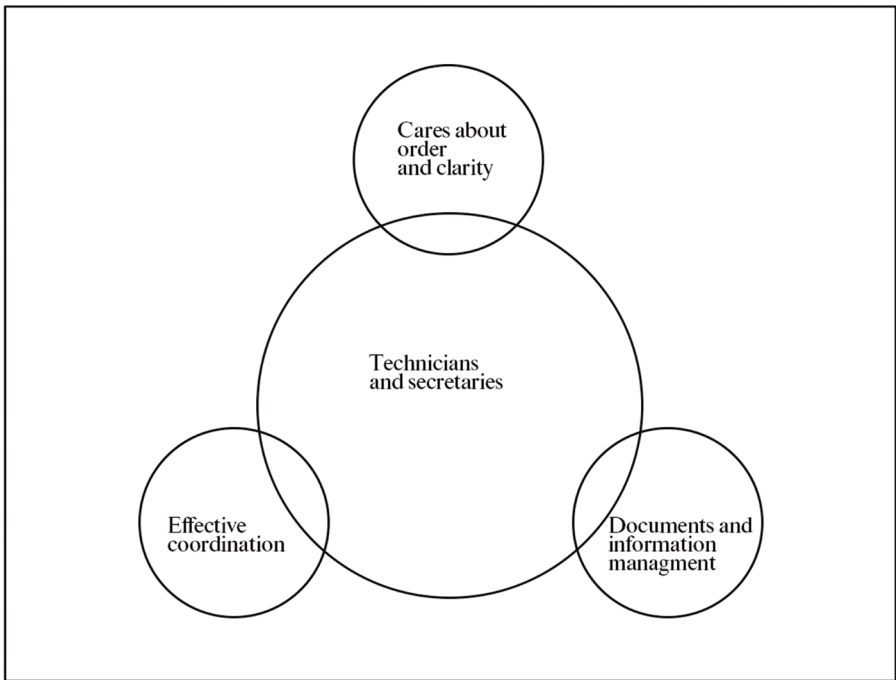 Cares about
order
and clarity
Technicians
and secretaries
Effective
coordination
Documents and
information
managment